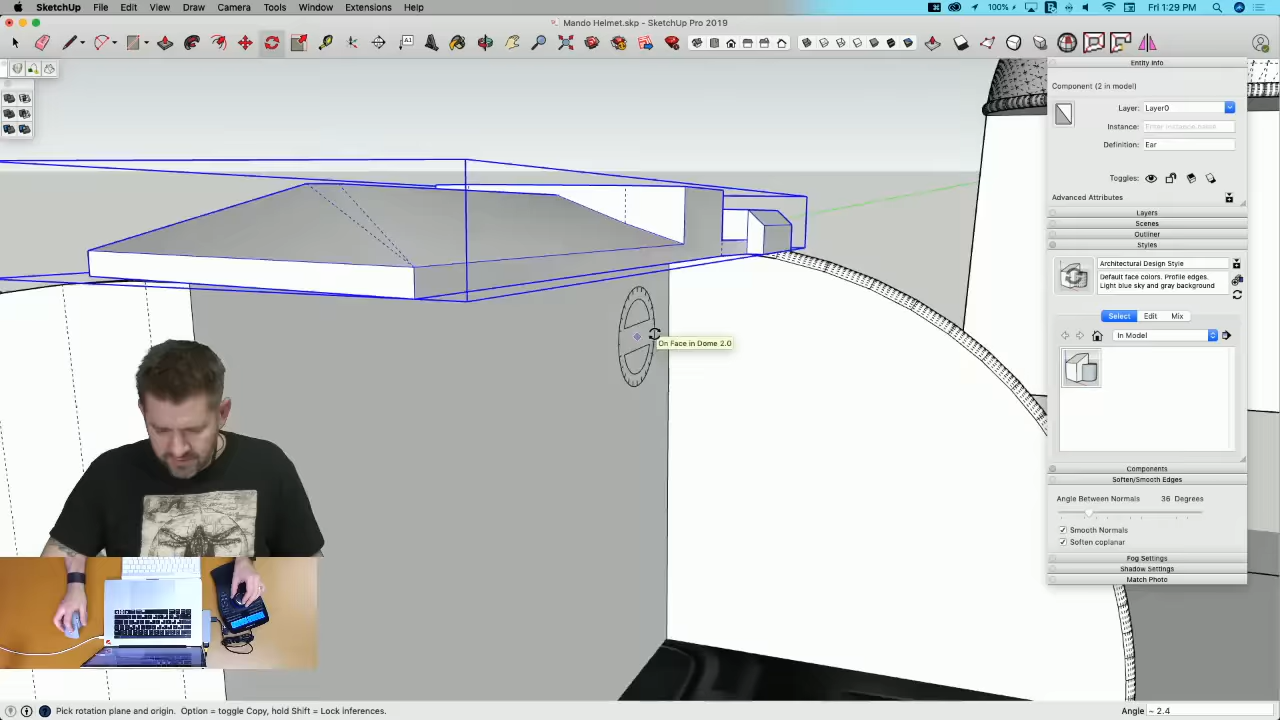 SketchUp File Edit View Draw Camera Tools Window Extensions Help
100% Fri 1:29 PM
Mando Helmet.skp - SketchUp Pro 2019
Entity Info
Component (2 in model)
Layer: Layer0
Instance: Enter instance name
Definition: Ear
Toggles:
Advanced Attributes
Layers
Scenes
Outliner
Styles
Architectural Design Style
Default face colors. Profile edges.
Light blue sky and gray background
Select Edit Mix
In Model
Components
Soften/Smooth Edges
Angle Between Normals 36 Degrees
Smooth Normals
Soften coplanar
Fog Settings
Shadow Settings
Match Photo
On Face in Dome 2.0
Pick rotation plane and origin. Option = toggle Copy, hold Shift = Lock inferences.
Angle ~ 2.4